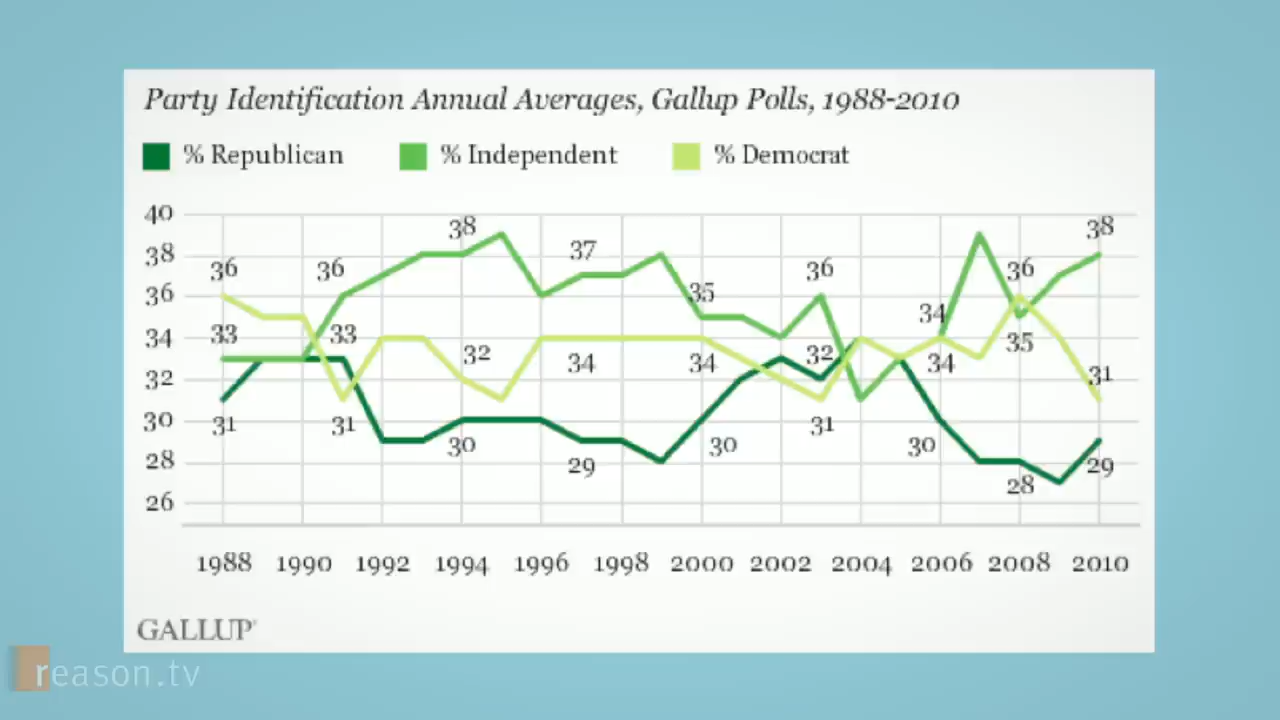 Party Identification Annual Averages, Gallup Polls, 1988-2010
% Republican % Independent % Democrat
40
38
36
34
32
30
28
26
36 36 38 37 35 36 34 36 38
33 33 32 34 34 32 34 35 31
31 31 30 29 30 31 30 28 29
1988 1990 1992 1994 1996 1998 2000 2002 2004 2006 2008 2010
GALLUP®
reason.tv